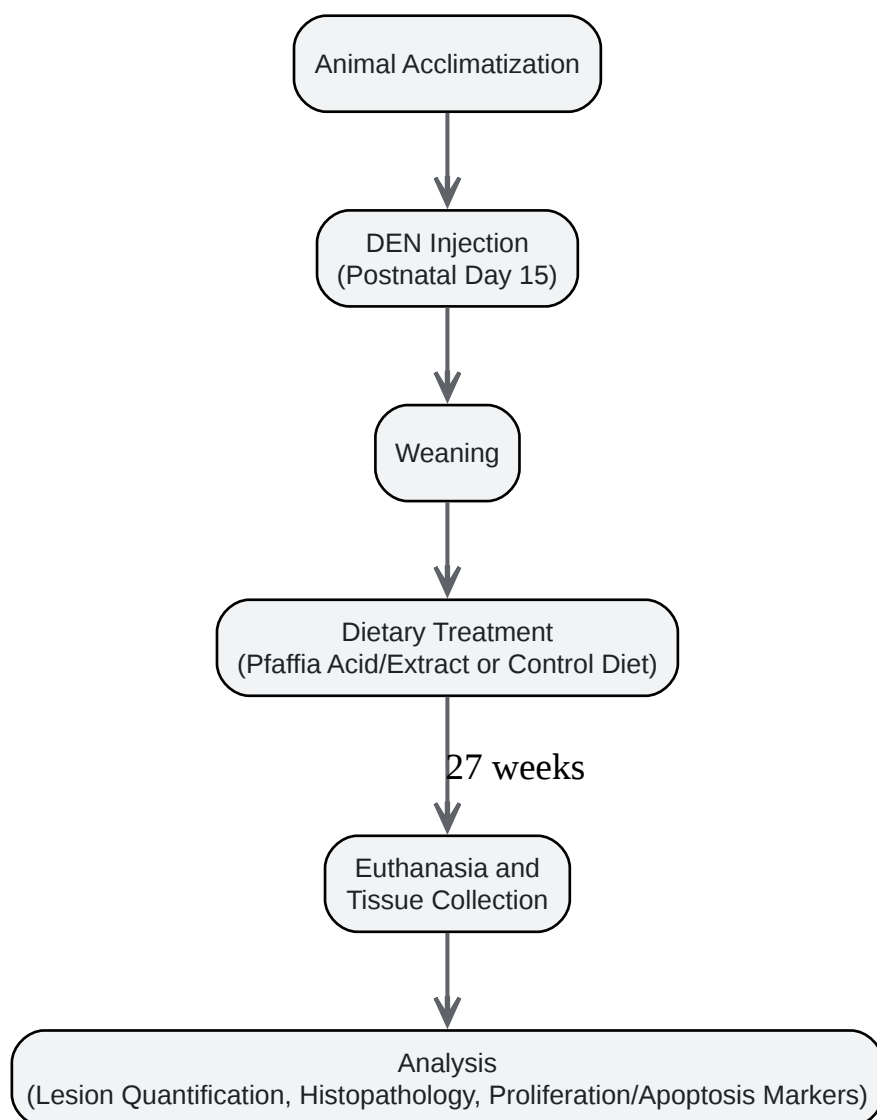 Animal Acclimatization
DEN Injection
(Postnatal Day 15)
Weaning
Dietary Treatment
(Pfaffia Acid/Extract or Control Diet)
27 weeks
Euthanasia and
Tissue Collection
Analysis
(Lesion Quantification, Histopathology, Proliferation/Apoptosis Markers)